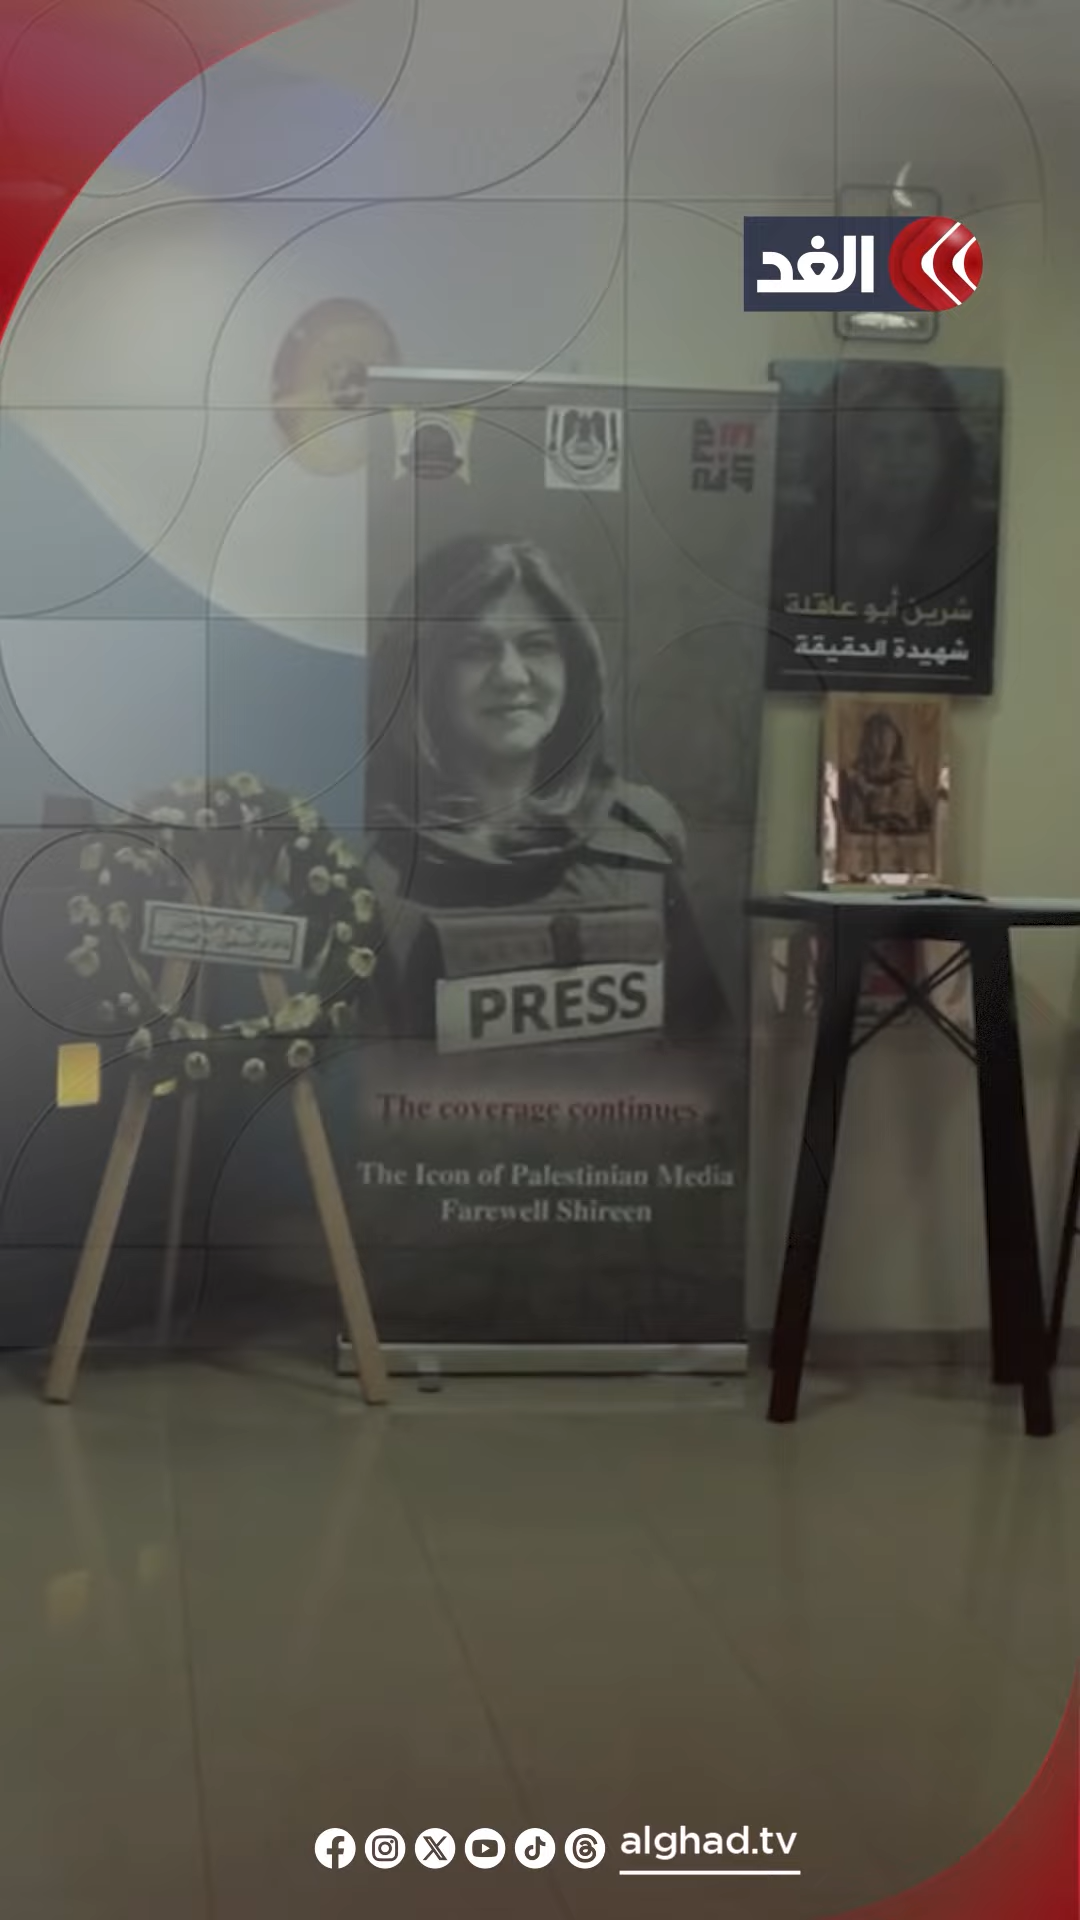 الغد
شرين أبو عاقلة
شهيدة الحقيقة
PRESS
The coverage continues
The Icon of Palestinian Media
Farewell Shireen
alghad.tv